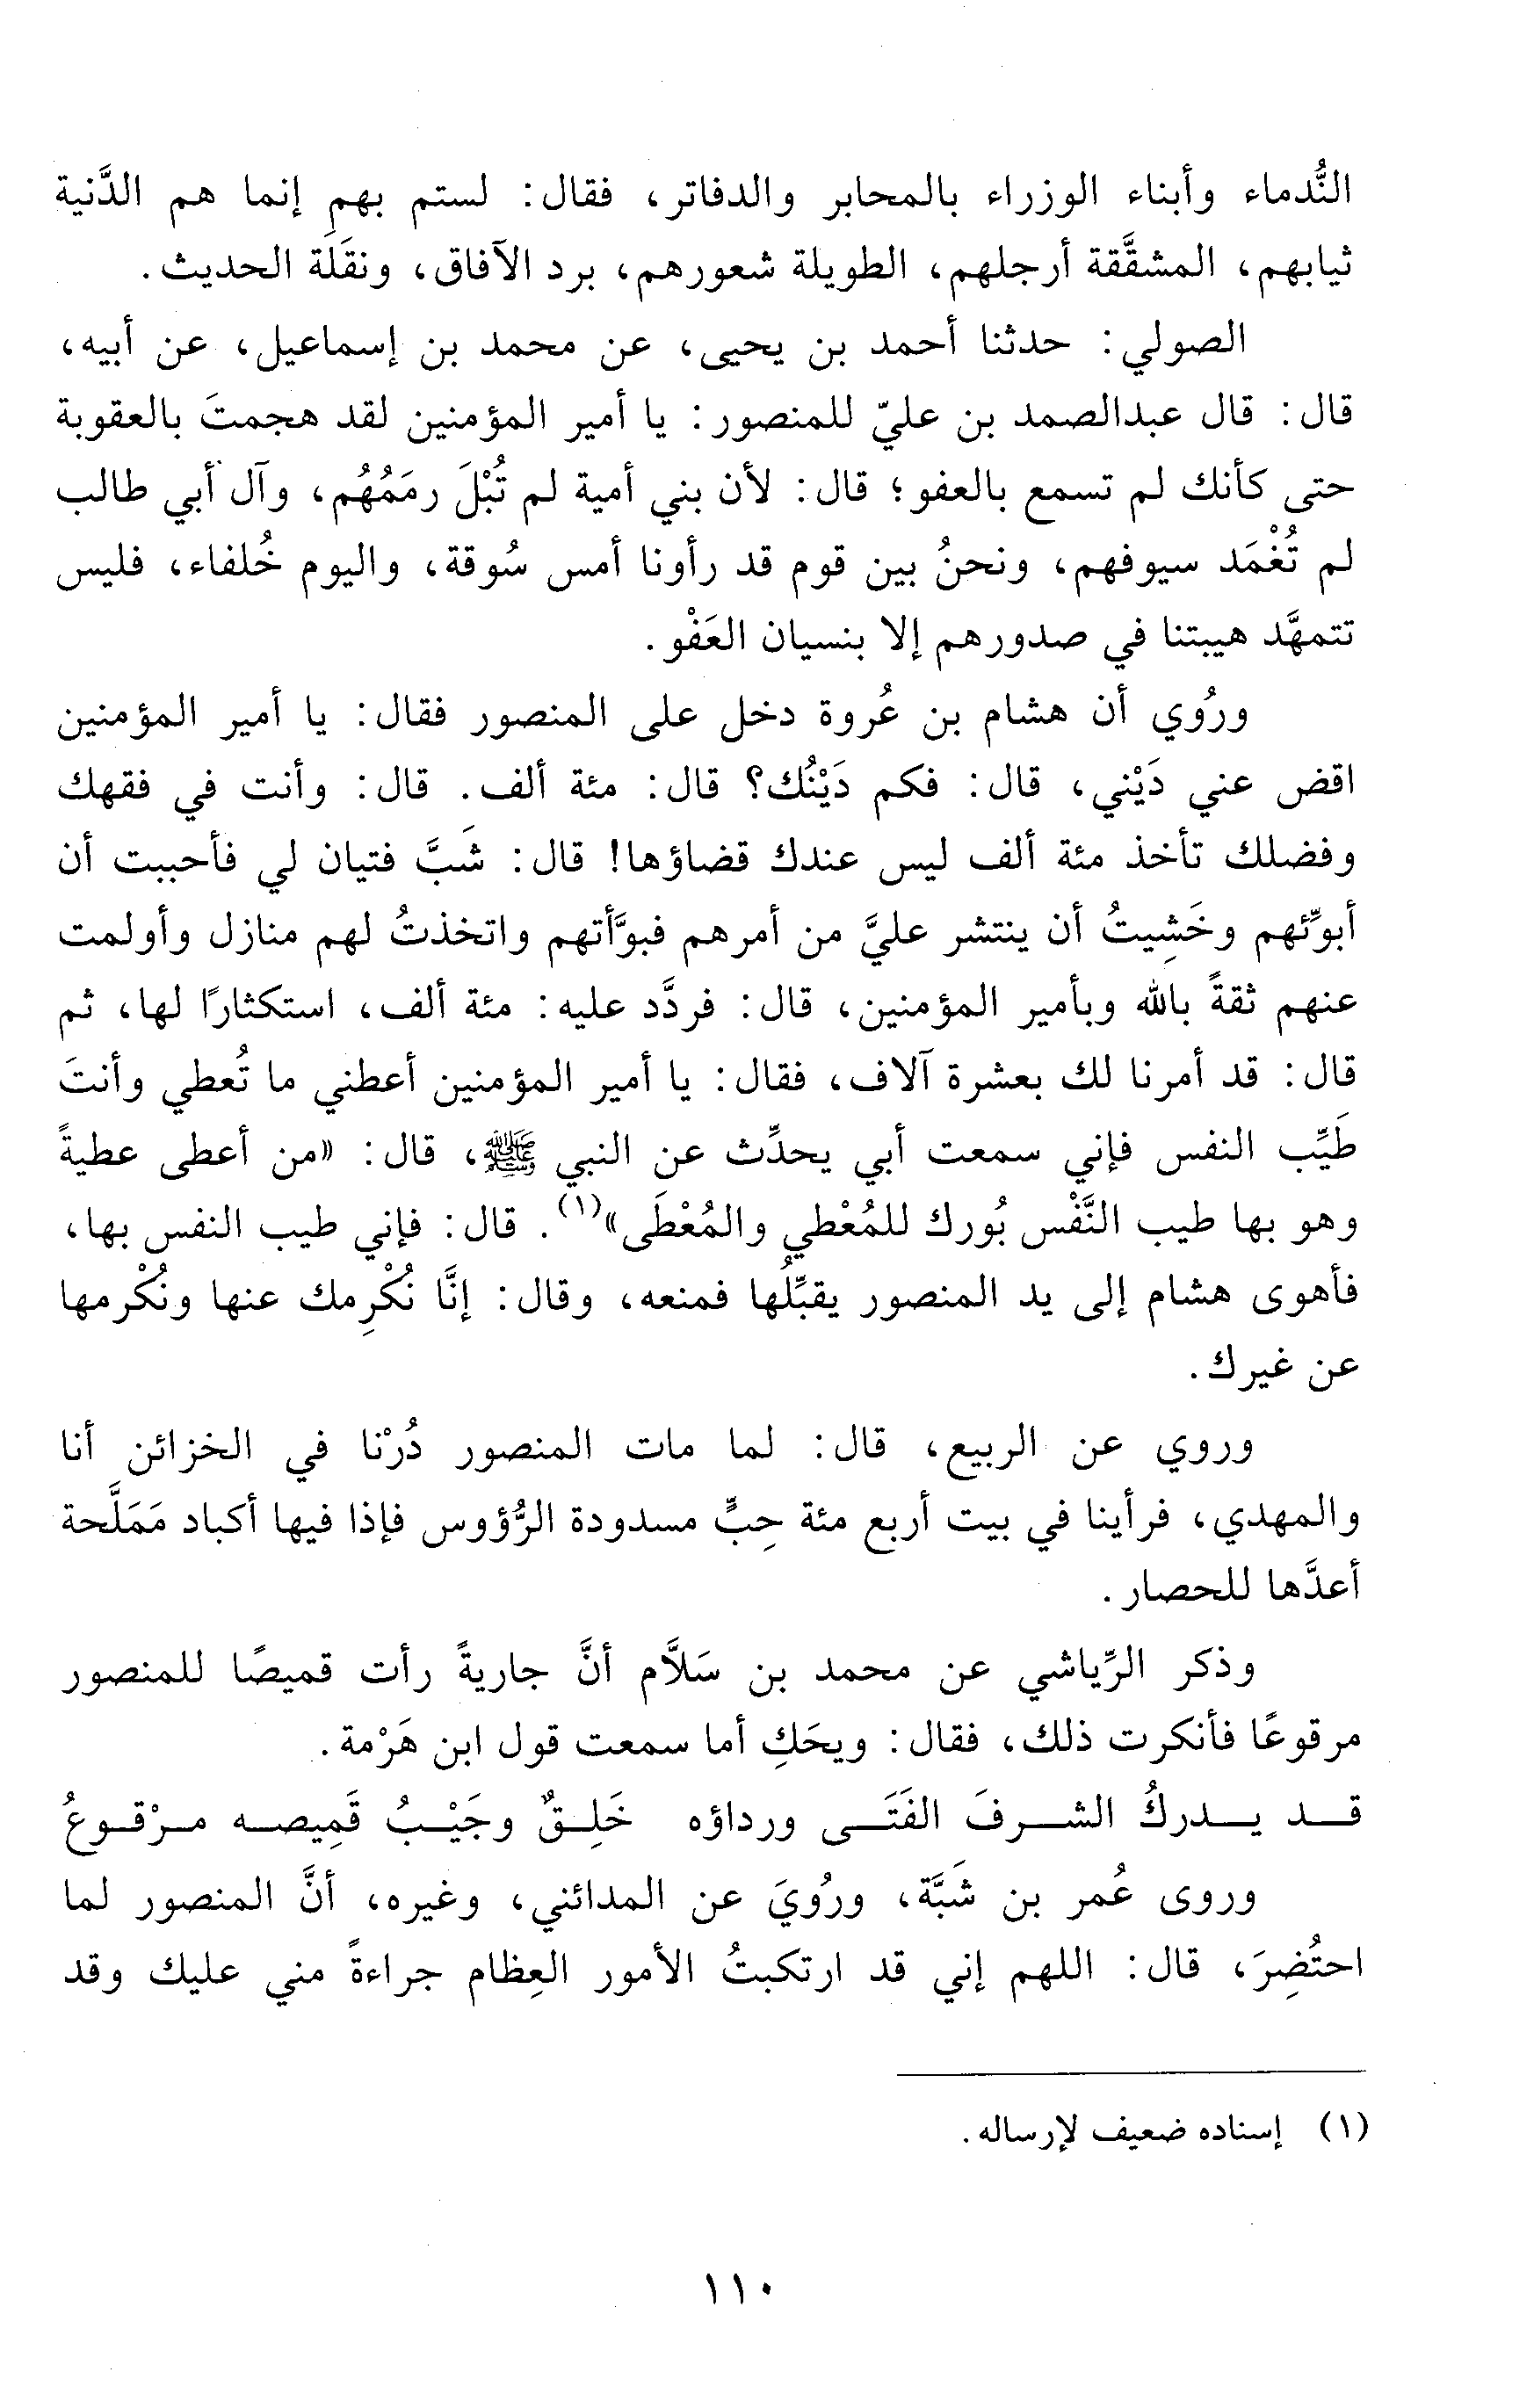 النُّدماء وأبناء الوزراء بالمحابر والدفاتر، فقال: لستم بهم إنما هم الدَّنية
ثيابهم، المشقَّقة أرجلهم، الطويلة شعورهم، برد الآفاق، ونقَلَة الحديث.
الصولي: حدثنا أحمد بن يحيى، عن محمد بن إسماعيل، عن أبيه،
قال: قال عبدالصمد بن عليّ للمنصور: يا أمير المؤمنين لقد هجمتَ بالعقوبة
حتى كأنك لم تسمع بالعفو؛ قال: لأن بني أمية لم تُبْلَ رمَمُهُم، وآل أبي طالب
لم تُغْمَد سيوفهم، ونحنُ بين قوم قد رأونا أمس سُوقة، واليوم خُلفاء، فليس
تتمهَّد هيبتنا في صدورهم إلا بنسيان العَفْو.
ورُوي أن هشام بن عُروة دخل على المنصور فقال: يا أمير المؤمنين
اقض عني دَيْني، قال: فكم دَيْنُك؟ قال: مئة ألف. قال: وأنت في فقهك
وفضلك تأخذ مئة ألف ليس عندك قضاؤها! قال: شَبَّ فتيان لي فأحببت أن
أبوِّئهم وخَشِيتُ أن ينتشر عليَّ من أمرهم فبوَّأتهم واتخذتُ لهم منازل وأولمت
عنهم ثقةً بالله وبأمير المؤمنين، قال: فردَّد عليه: مئة ألف، استكثارًا لها، ثم
قال: قد أمرنا لك بعشرة آلاف، فقال: يا أمير المؤمنين أعطني ما تُعطي وأنتَ
طَيِّب النفس فإني سمعت أبي يحدِّث عن النبي ﷺ، قال: «من أعطى عطيةً
وهو بها طيب النَّفْس بُورك للمُعْطي والمُعْطَى»(١). قال: فإني طيب النفس بها،
فأهوى هشام إلى يد المنصور يقبِّلُها فمنعه، وقال: إنَّا نُكْرِمك عنها ونُكْرمها
عن غيرك.
وروي عن الربيع، قال: لما مات المنصور دُرْنا في الخزائن أنا
والمهدي، فرأينا في بيت أربع مئة حِبٍّ مسدودة الرُّؤوس فإذا فيها أكباد مَمَلَّحة
أعدَّها للحصار.
وذكر الرِّياشي عن محمد بن سَلاَّم أنَّ جاريةً رأت قميصًا للمنصور
مرقوعًا فأنكرت ذلك، فقال: ويحَكِ أما سمعت قول ابن هَرْمة.
قـد يـدركُ الشـرفَ الفَتَـى ورداؤه خَلِـقٌ وجَيْـبُ قَمِيصـه مـرْقـوعُ
وروى عُمر بن شَبَّة، ورُويَ عن المدائني، وغيره، أنَّ المنصور لما
احتُضِرَ، قال: اللهم إني قد ارتكبتُ الأمور العِظام جراءةً مني عليك وقد
(١) إسناده ضعيف لإرساله.
١١٠